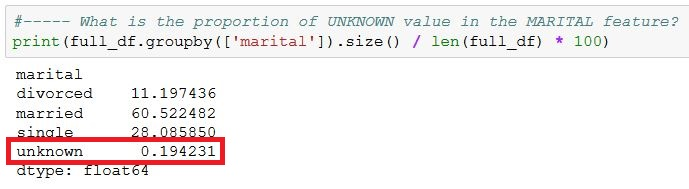 #----- What is the proportion of UNKNOWN value in the MARITAL feature?
print(full_df.groupby(['marital']).size() / len(full_df) * 100)
marital
divorced    11.197436
married     60.522482
single      28.085850
unknown      0.194231
dtype: float64